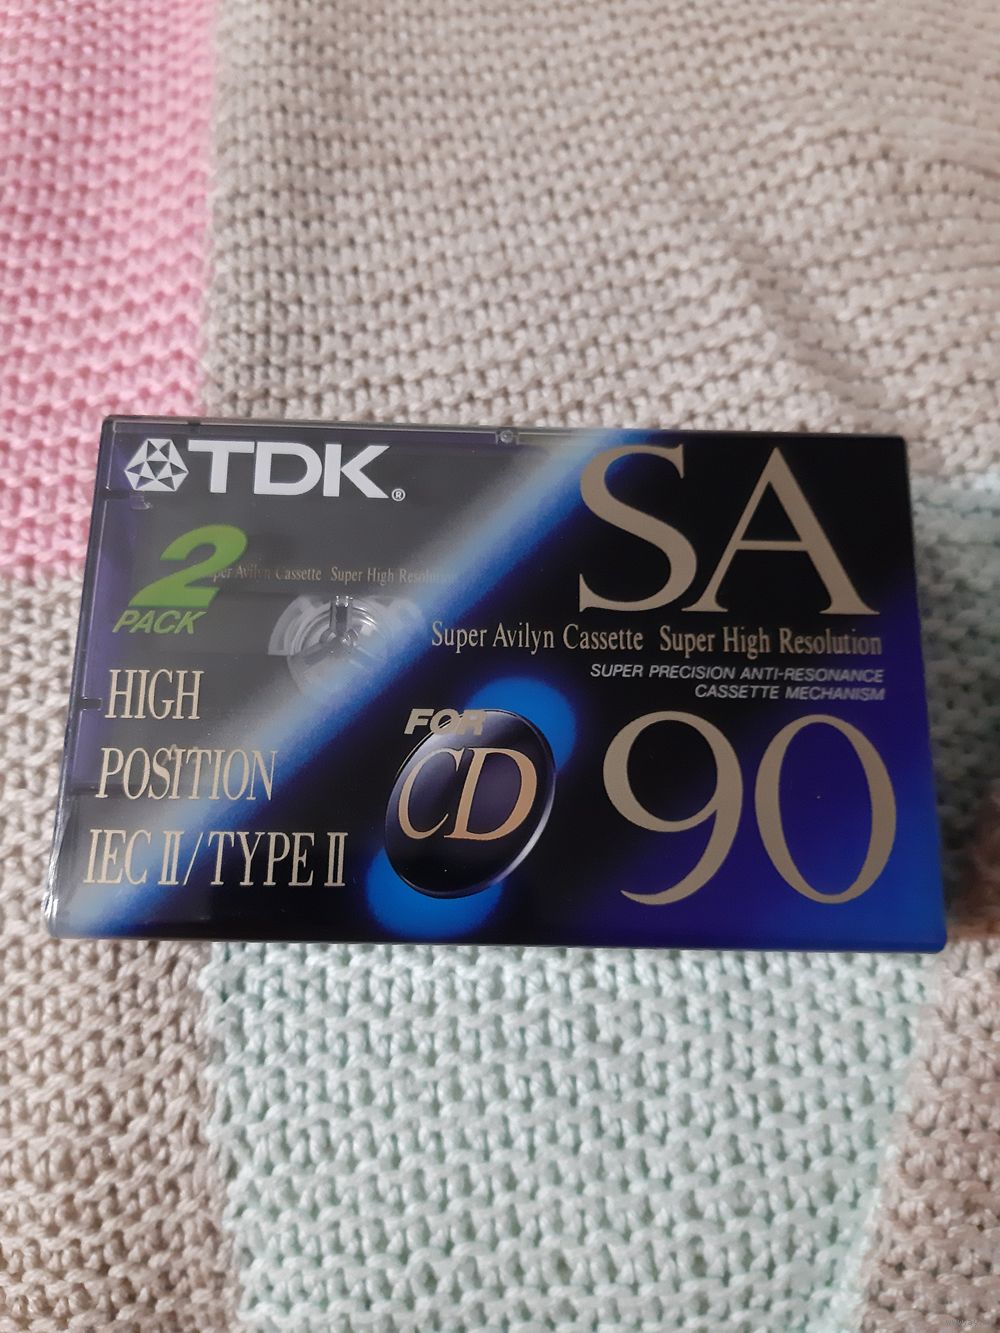 TDK®
SA
2
PACK
Super Avilyn Cassette Super High Resolution
Super Avilyn Cassette Super High Resolution
SUPER PRECISION ANTI-RESONANCE
CASSETTE MECHANISM
HIGH
POSITION
IEC II/TYPE II
FOR
CD
90